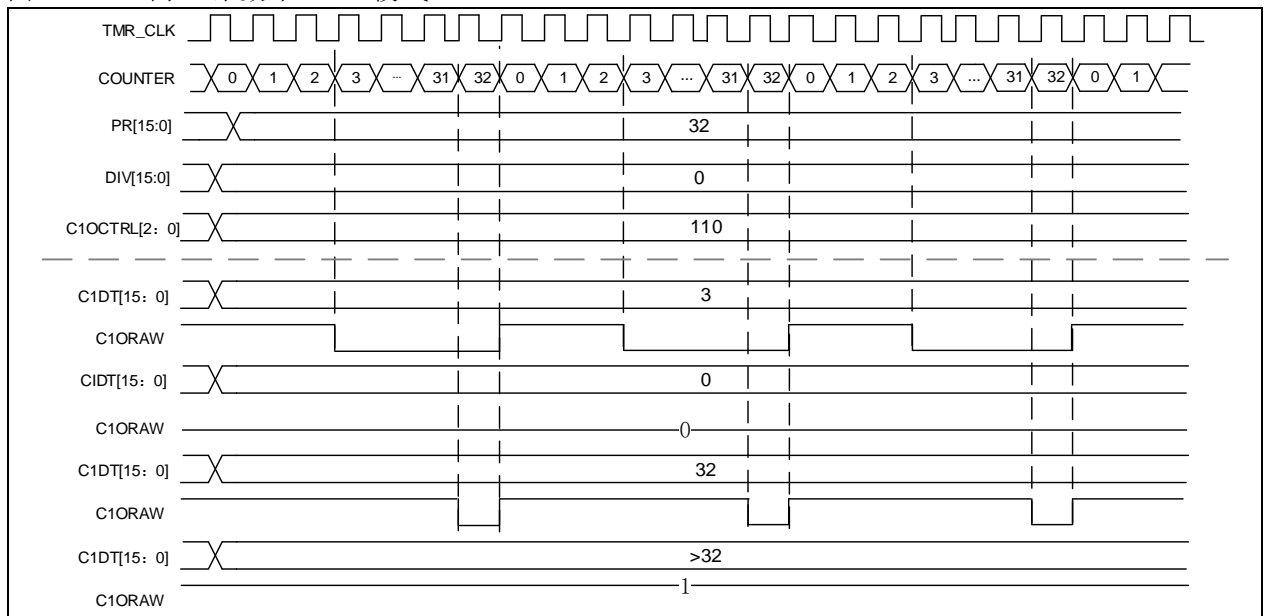 TMR_CLK
COUNTER 0 1 2 3 ... 31 32 0 1 2 3 ... 31 32 0 1 2 3 ... 31 32 0 1
PR[15:0] 32
DIV[15:0] 0
C1OCTRL[2：0] 110
C1DT[15：0] 3
C1ORAW
CIDT[15：0] 0
C1ORAW 0
C1DT[15：0] 32
C1ORAW
C1DT[15：0] >32
1
C1ORAW